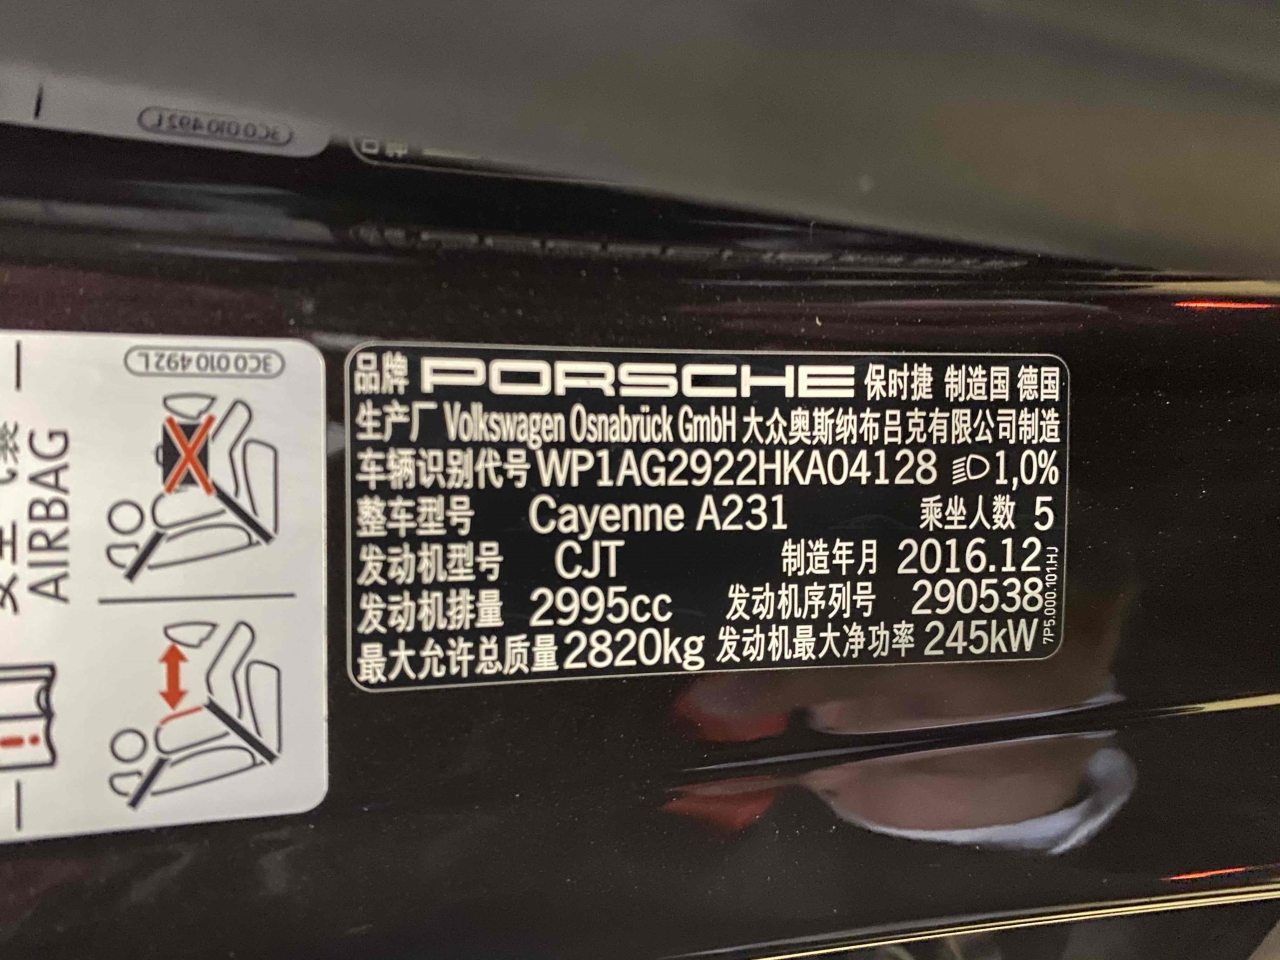 3C0 010 492 L
3C0 010 492 L
AIRBAG
品牌 PORSCHE 保时捷 制造国 德国
生产厂 Volkswagen Osnabrück GmbH 大众奥斯纳布吕克有限公司制造
车辆识别代号 WP1AG2922HKA04128 1,0%
整车型号 Cayenne A231 乘坐人数 5
发动机型号 CJT 制造年月 2016.12
发动机排量 2995cc 发动机序列号 290538
最大允许总质量 2820kg 发动机最大净功率 245kW
7P5.000.101.HJ